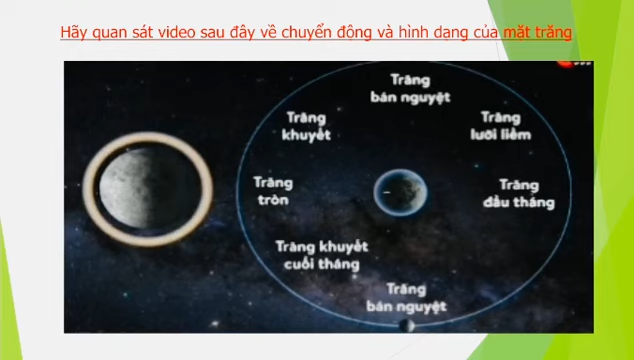 Hãy quan sát video sau đây về chuyển động và hình dang của mặt trăng
Trăng
bán nguyệt
Trăng
khuyết
Trăng
lưỡi liềm
Trăng
tròn
Trăng
đầu tháng
Trăng khuyết
cuối tháng
Trăng
bán nguyệt